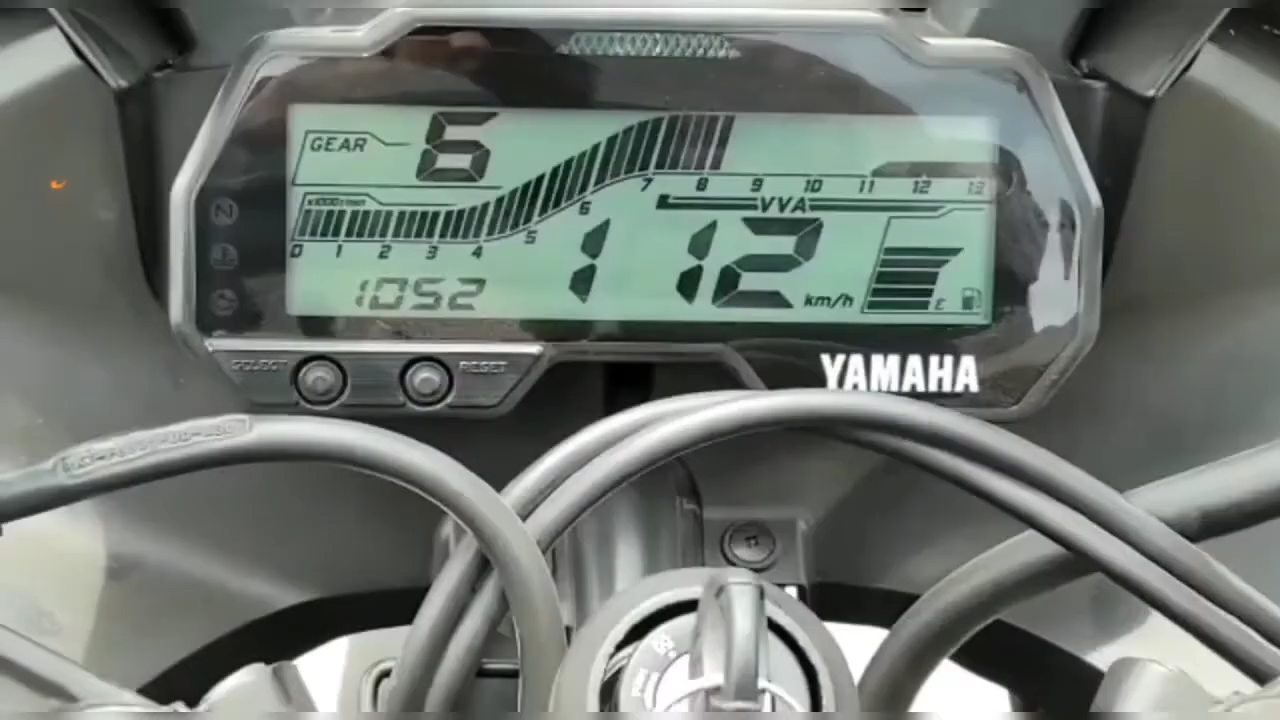 GEAR 6
x1000r/min
0 1 2 3 4 5 6 7 8 9 10 11 12 13
VVA
1052
112 km/h
E
N
SELECT
RESET
YAMAHA